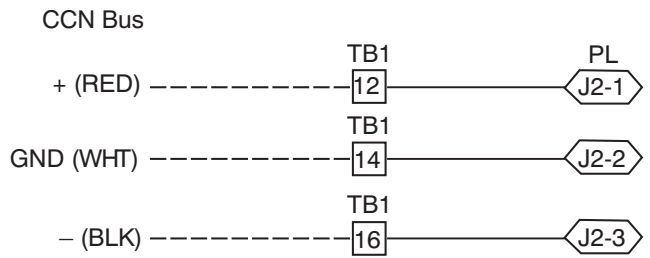 CCN Bus
TB1 PL
+ (RED) 12 J2-1
TB1
GND (WHT) 14 J2-2
TB1
– (BLK) 16 J2-3